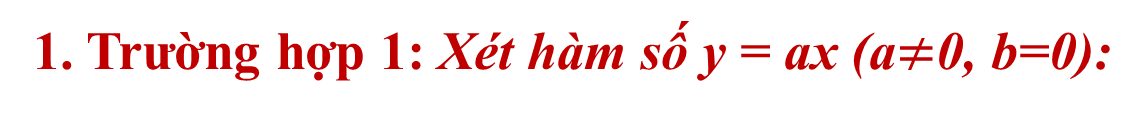 1. Trường hợp 1: Xét hàm số y = ax (a≠0, b=0):